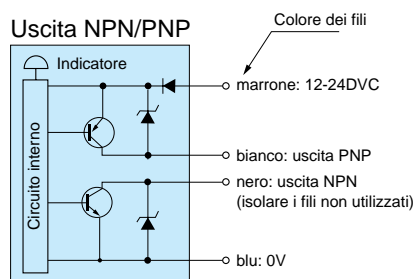 Uscita NPN/PNP
Colore dei fili
Indicatore
marrone: 12-24DVC
Circuito interno
bianco: uscita PNP
nero: uscita NPN
(isolare i fili non utilizzati)
blu: 0V